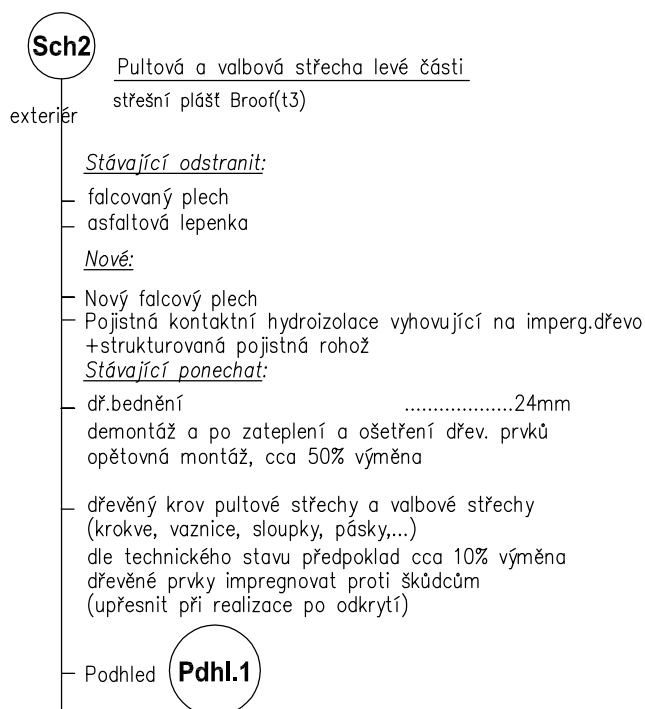 Sch2
Pultová a valbová střecha levé části
střešní plášť Broof(t3)
exteriér
Stávající odstranit:
falcovaný plech
asfaltová lepenka
Nové:
Nový falcový plech
Pojistná kontaktní hydroizolace vyhovující na imperg.dřevo
+strukturovaná pojistná rohož
Stávající ponechat:
dř.bednění ...................24mm
demontáž a po zateplení a ošetření dřev. prvků
opětovná montáž, cca 50% výměna
dřevěný krov pultové střechy a valbové střechy
(krokve, vaznice, sloupky, pásky,...)
dle technického stavu předpoklad cca 10% výměna
dřevěné prvky impregnovat proti škůdcům
(upřesnit při realizace po odkrytí)
Podhled Pdhl.1